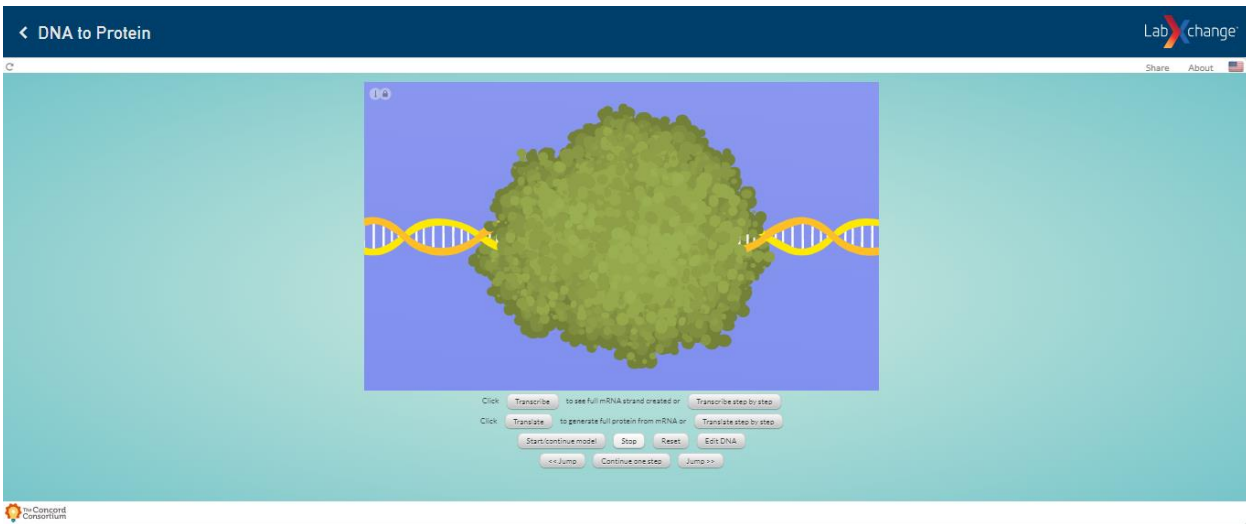 DNA to Protein
LabXchange
Share About
Click Transcribe to see full mRNA strand created or Transcribe step by step
Click Translate to generate full protein from mRNA or Translate step by step
Start/continue model Stop Reset Edit DNA
<< Jump Continue one step Jump >>
The Concord
Consortium